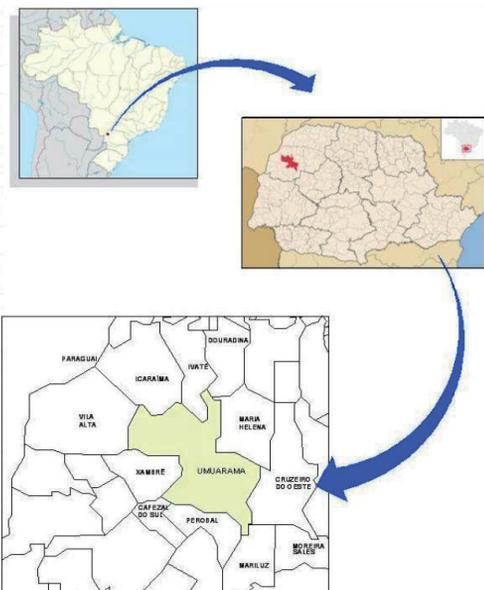 DOURADINA
PARAGUAI
IVATÉ
ICARAÍMA
VILA
ALTA
MARIA
HELENA
XAMBRÊ
UMUARAMA
CRUZEIRO
DO OESTE
CAFEZAL
DO SUL
PEROBAL
MOREIRA
SALES
MARILUZ